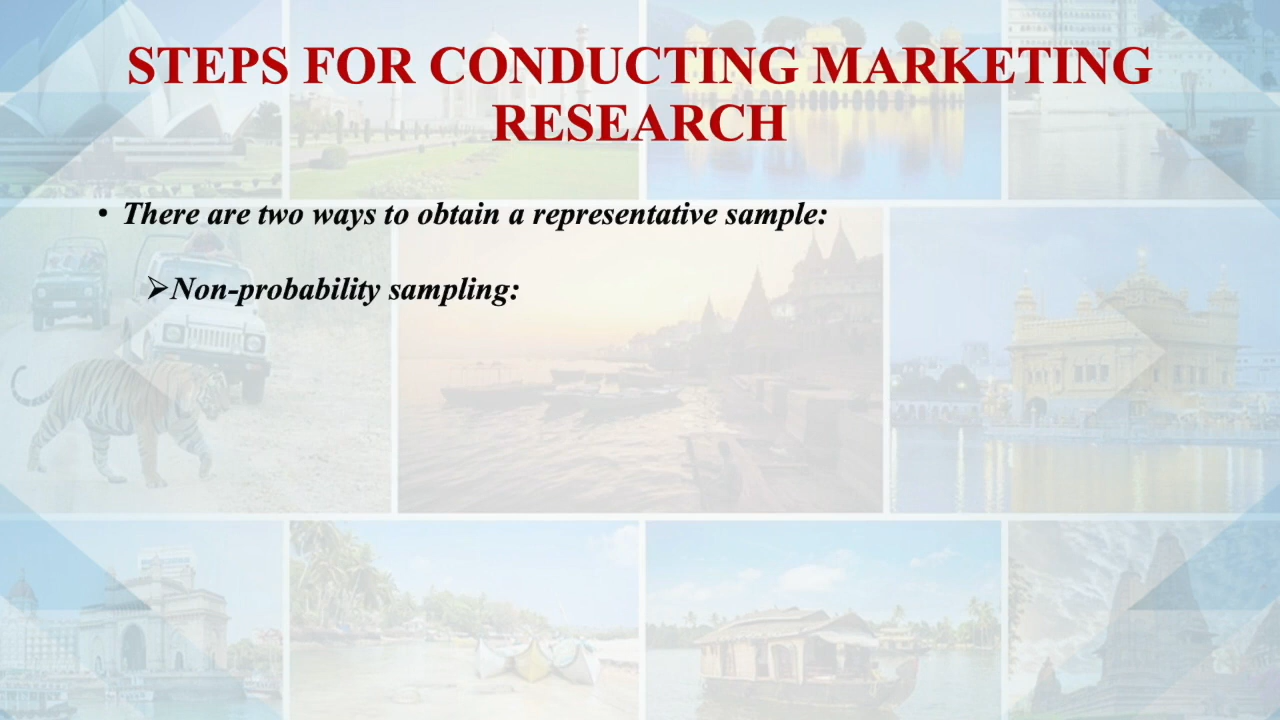 STEPS FOR CONDUCTING MARKETING
RESEARCH
• There are two ways to obtain a representative sample:
➢Non-probability sampling: